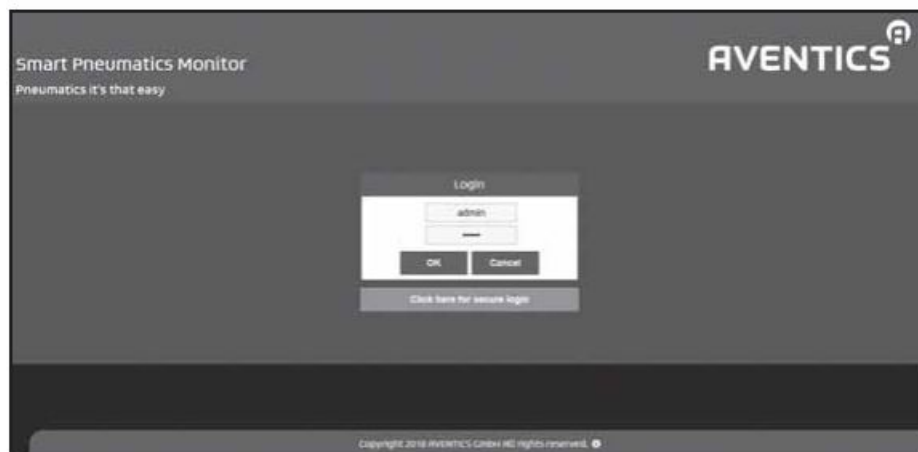 Smart Pneumatics Monitor
Pneumatics it's that easy
AVENTICS
Login
admin
OK
Cancel
Click here for secure login
Copyright 2018 AVENTICS GmbH All rights reserved.